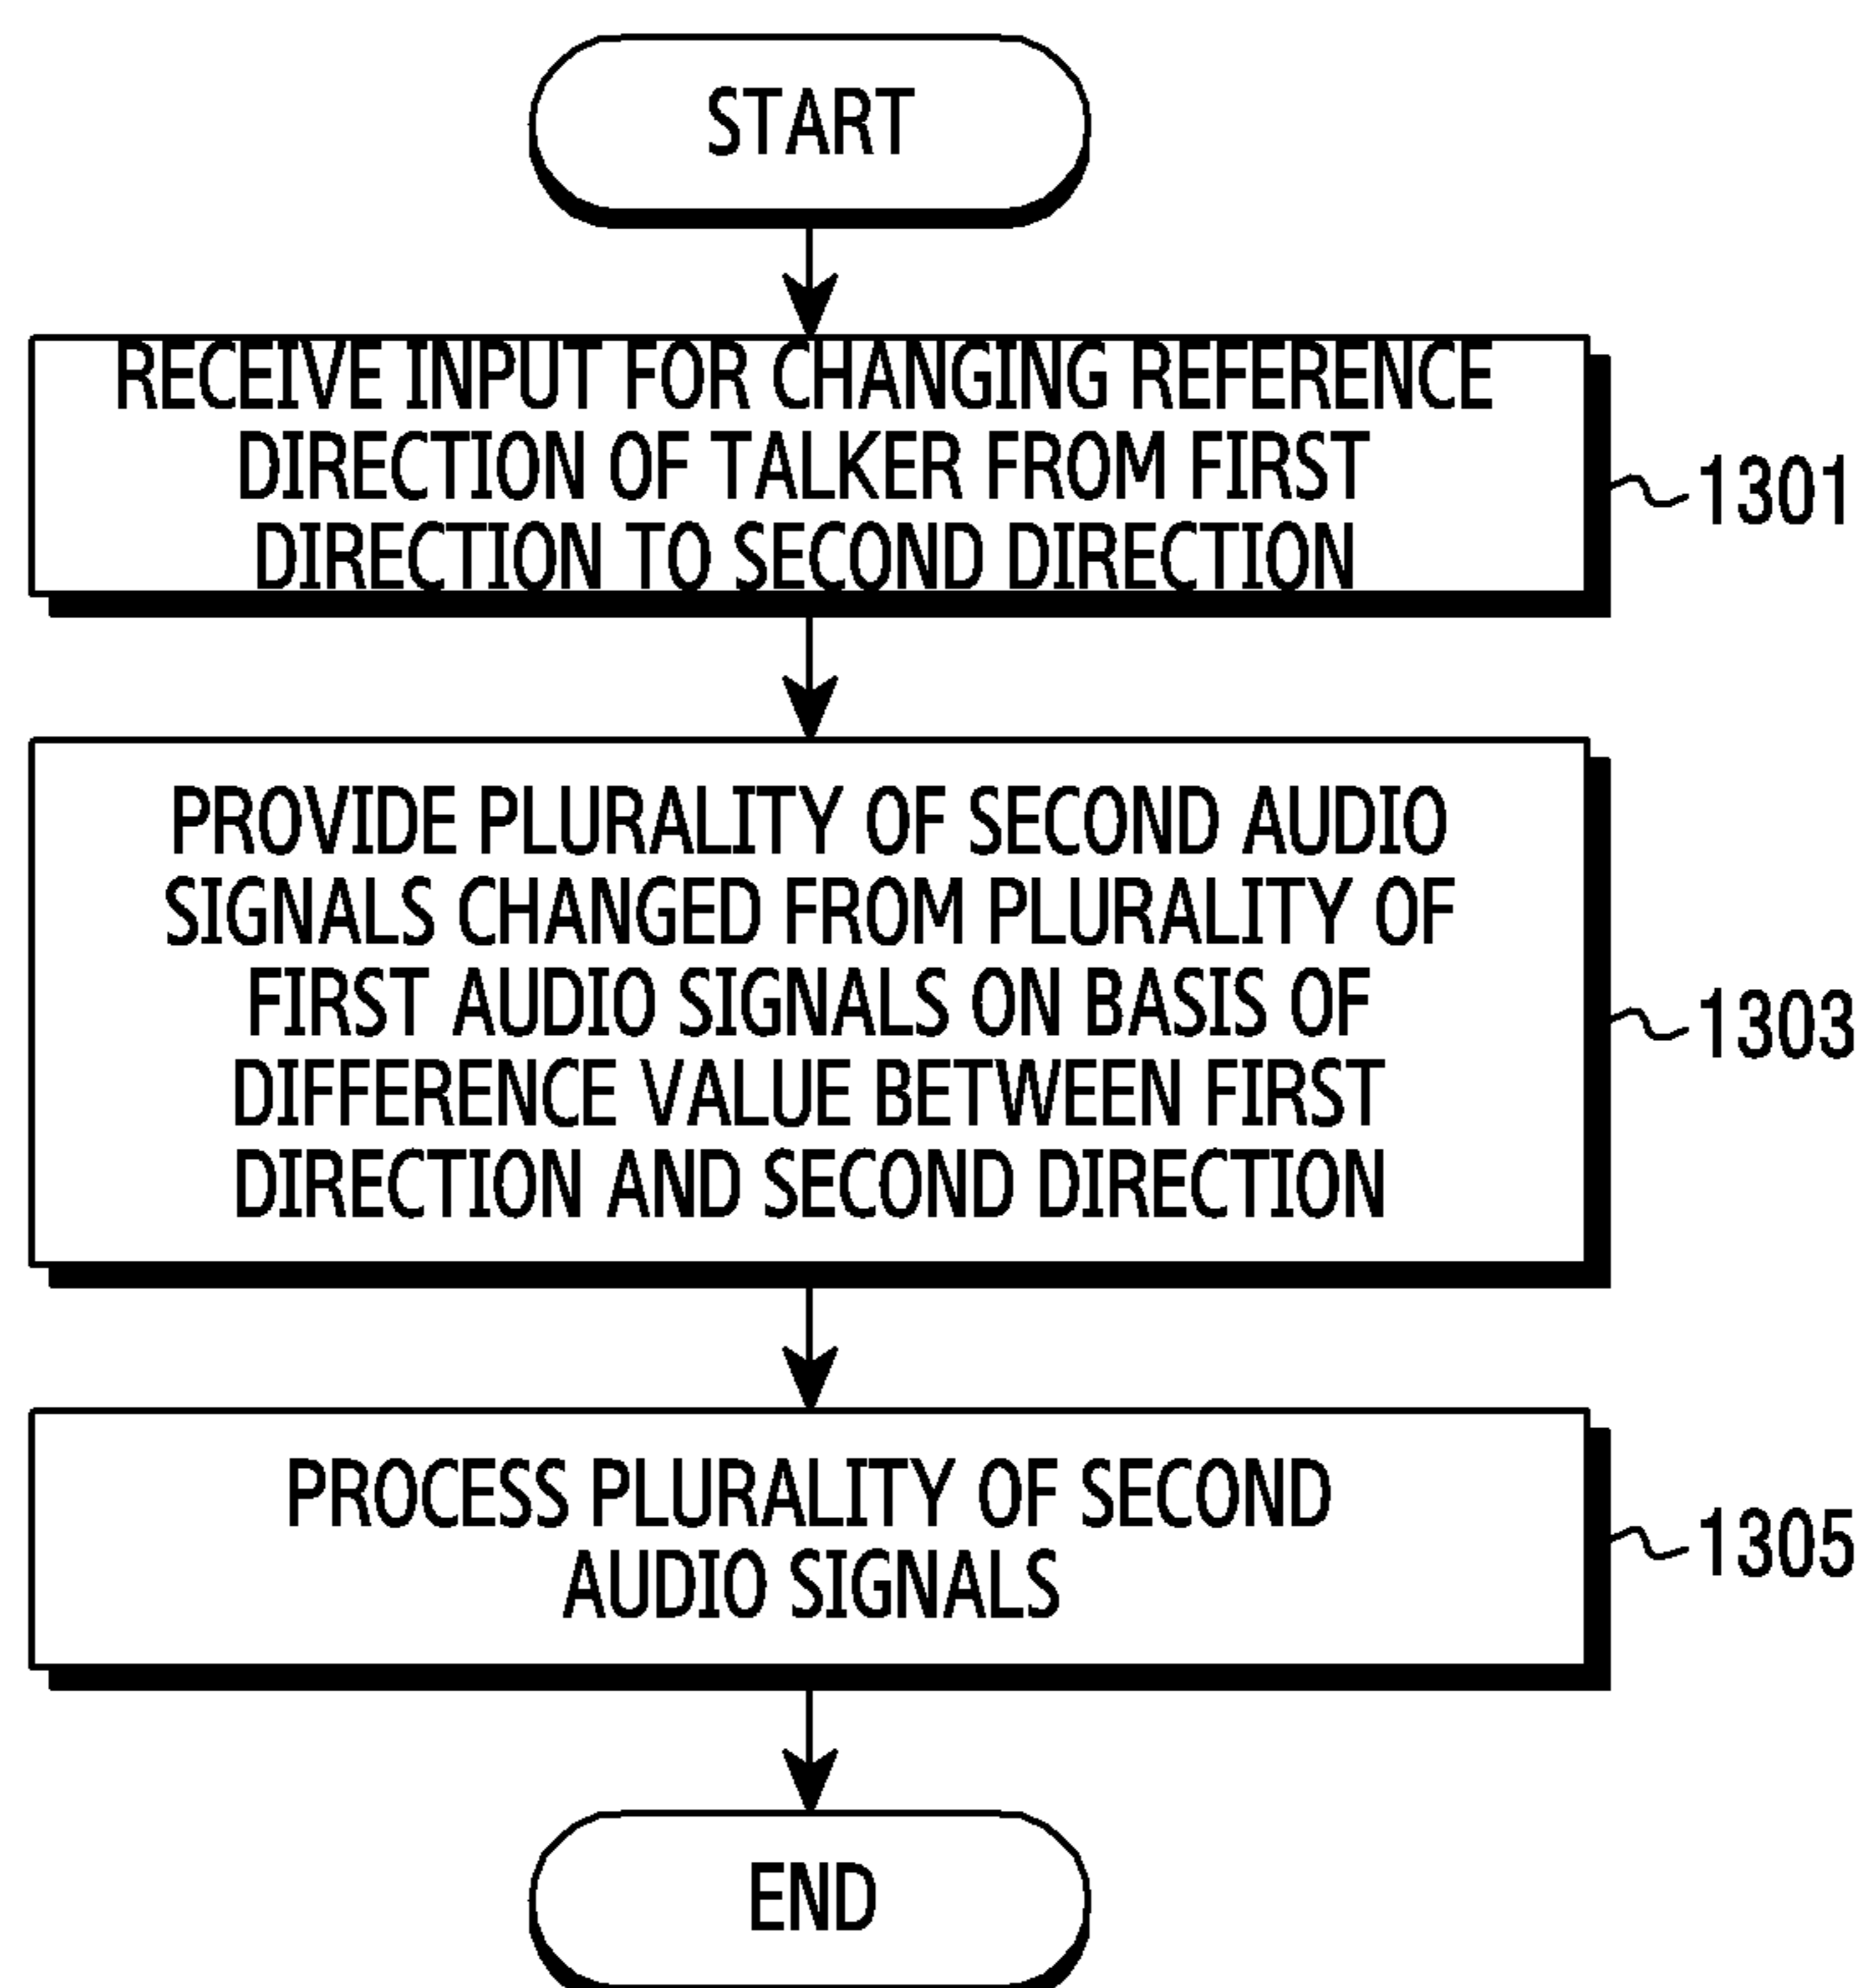 START
RECEIVE INPUT FOR CHANGING REFERENCE
DIRECTION OF TALKER FROM FIRST
DIRECTION TO SECOND DIRECTION
1301
PROVIDE PLURALITY OF SECOND AUDIO
SIGNALS CHANGED FROM PLURALITY OF
FIRST AUDIO SIGNALS ON BASIS OF
DIFFERENCE VALUE BETWEEN FIRST
DIRECTION AND SECOND DIRECTION
1303
PROCESS PLURALITY OF SECOND
AUDIO SIGNALS
1305
END